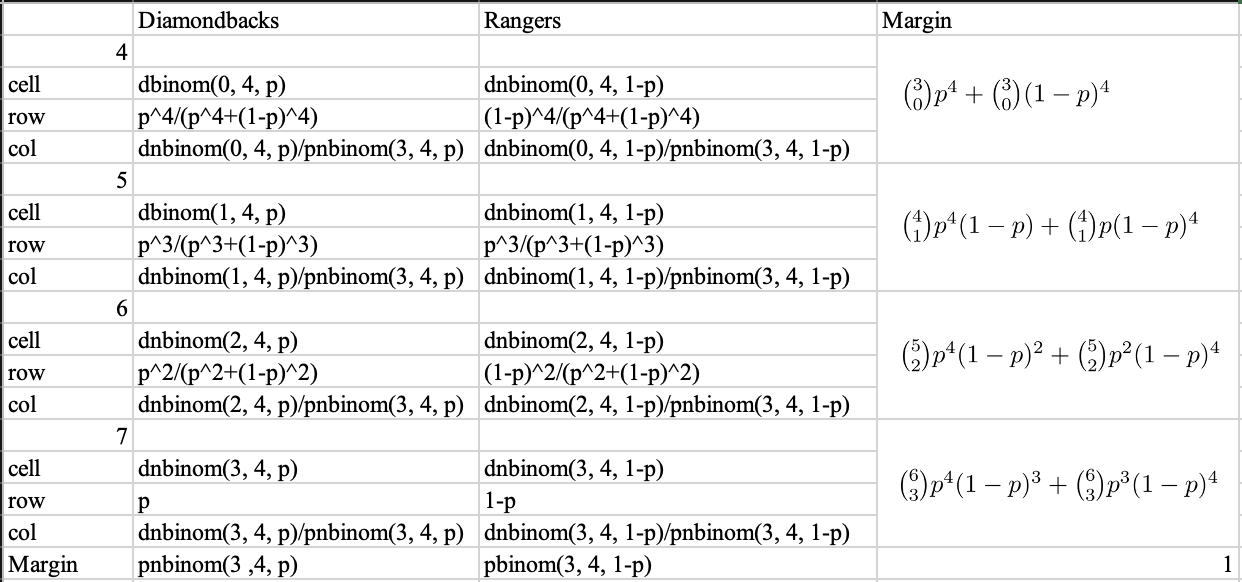 Diamondbacks Rangers Margin
4
cell dbinom(0, 4, p) dnbinom(0, 4, 1-p) $\binom{3}{0}p^4 + \binom{3}{0}(1-p)^4$
row p^4/(p^4+(1-p)^4) (1-p)^4/(p^4+(1-p)^4)
col dnbinom(0, 4, p)/pnbinom(3, 4, p) dnbinom(0, 4, 1-p)/pnbinom(3, 4, 1-p)
5
cell dbinom(1, 4, p) dnbinom(1, 4, 1-p) $\binom{4}{1}p^4(1-p) + \binom{4}{1}p(1-p)^4$
row p^3/(p^3+(1-p)^3) p^3/(p^3+(1-p)^3)
col dnbinom(1, 4, p)/pnbinom(3, 4, p) dnbinom(1, 4, 1-p)/pnbinom(3, 4, 1-p)
6
cell dnbinom(2, 4, p) dnbinom(2, 4, 1-p) $\binom{5}{2}p^4(1-p)^2 + \binom{5}{2}p^2(1-p)^4$
row p^2/(p^2+(1-p)^2) (1-p)^2/(p^2+(1-p)^2)
col dnbinom(2, 4, p)/pnbinom(3, 4, p) dnbinom(2, 4, 1-p)/pnbinom(3, 4, 1-p)
7
cell dnbinom(3, 4, p) dnbinom(3, 4, 1-p) $\binom{6}{3}p^4(1-p)^3 + \binom{6}{3}p^3(1-p)^4$
row p 1-p
col dnbinom(3, 4, p)/pnbinom(3, 4, p) dnbinom(3, 4, 1-p)/pnbinom(3, 4, 1-p)
Margin pnbinom(3 ,4, p) pbinom(3, 4, 1-p) 1